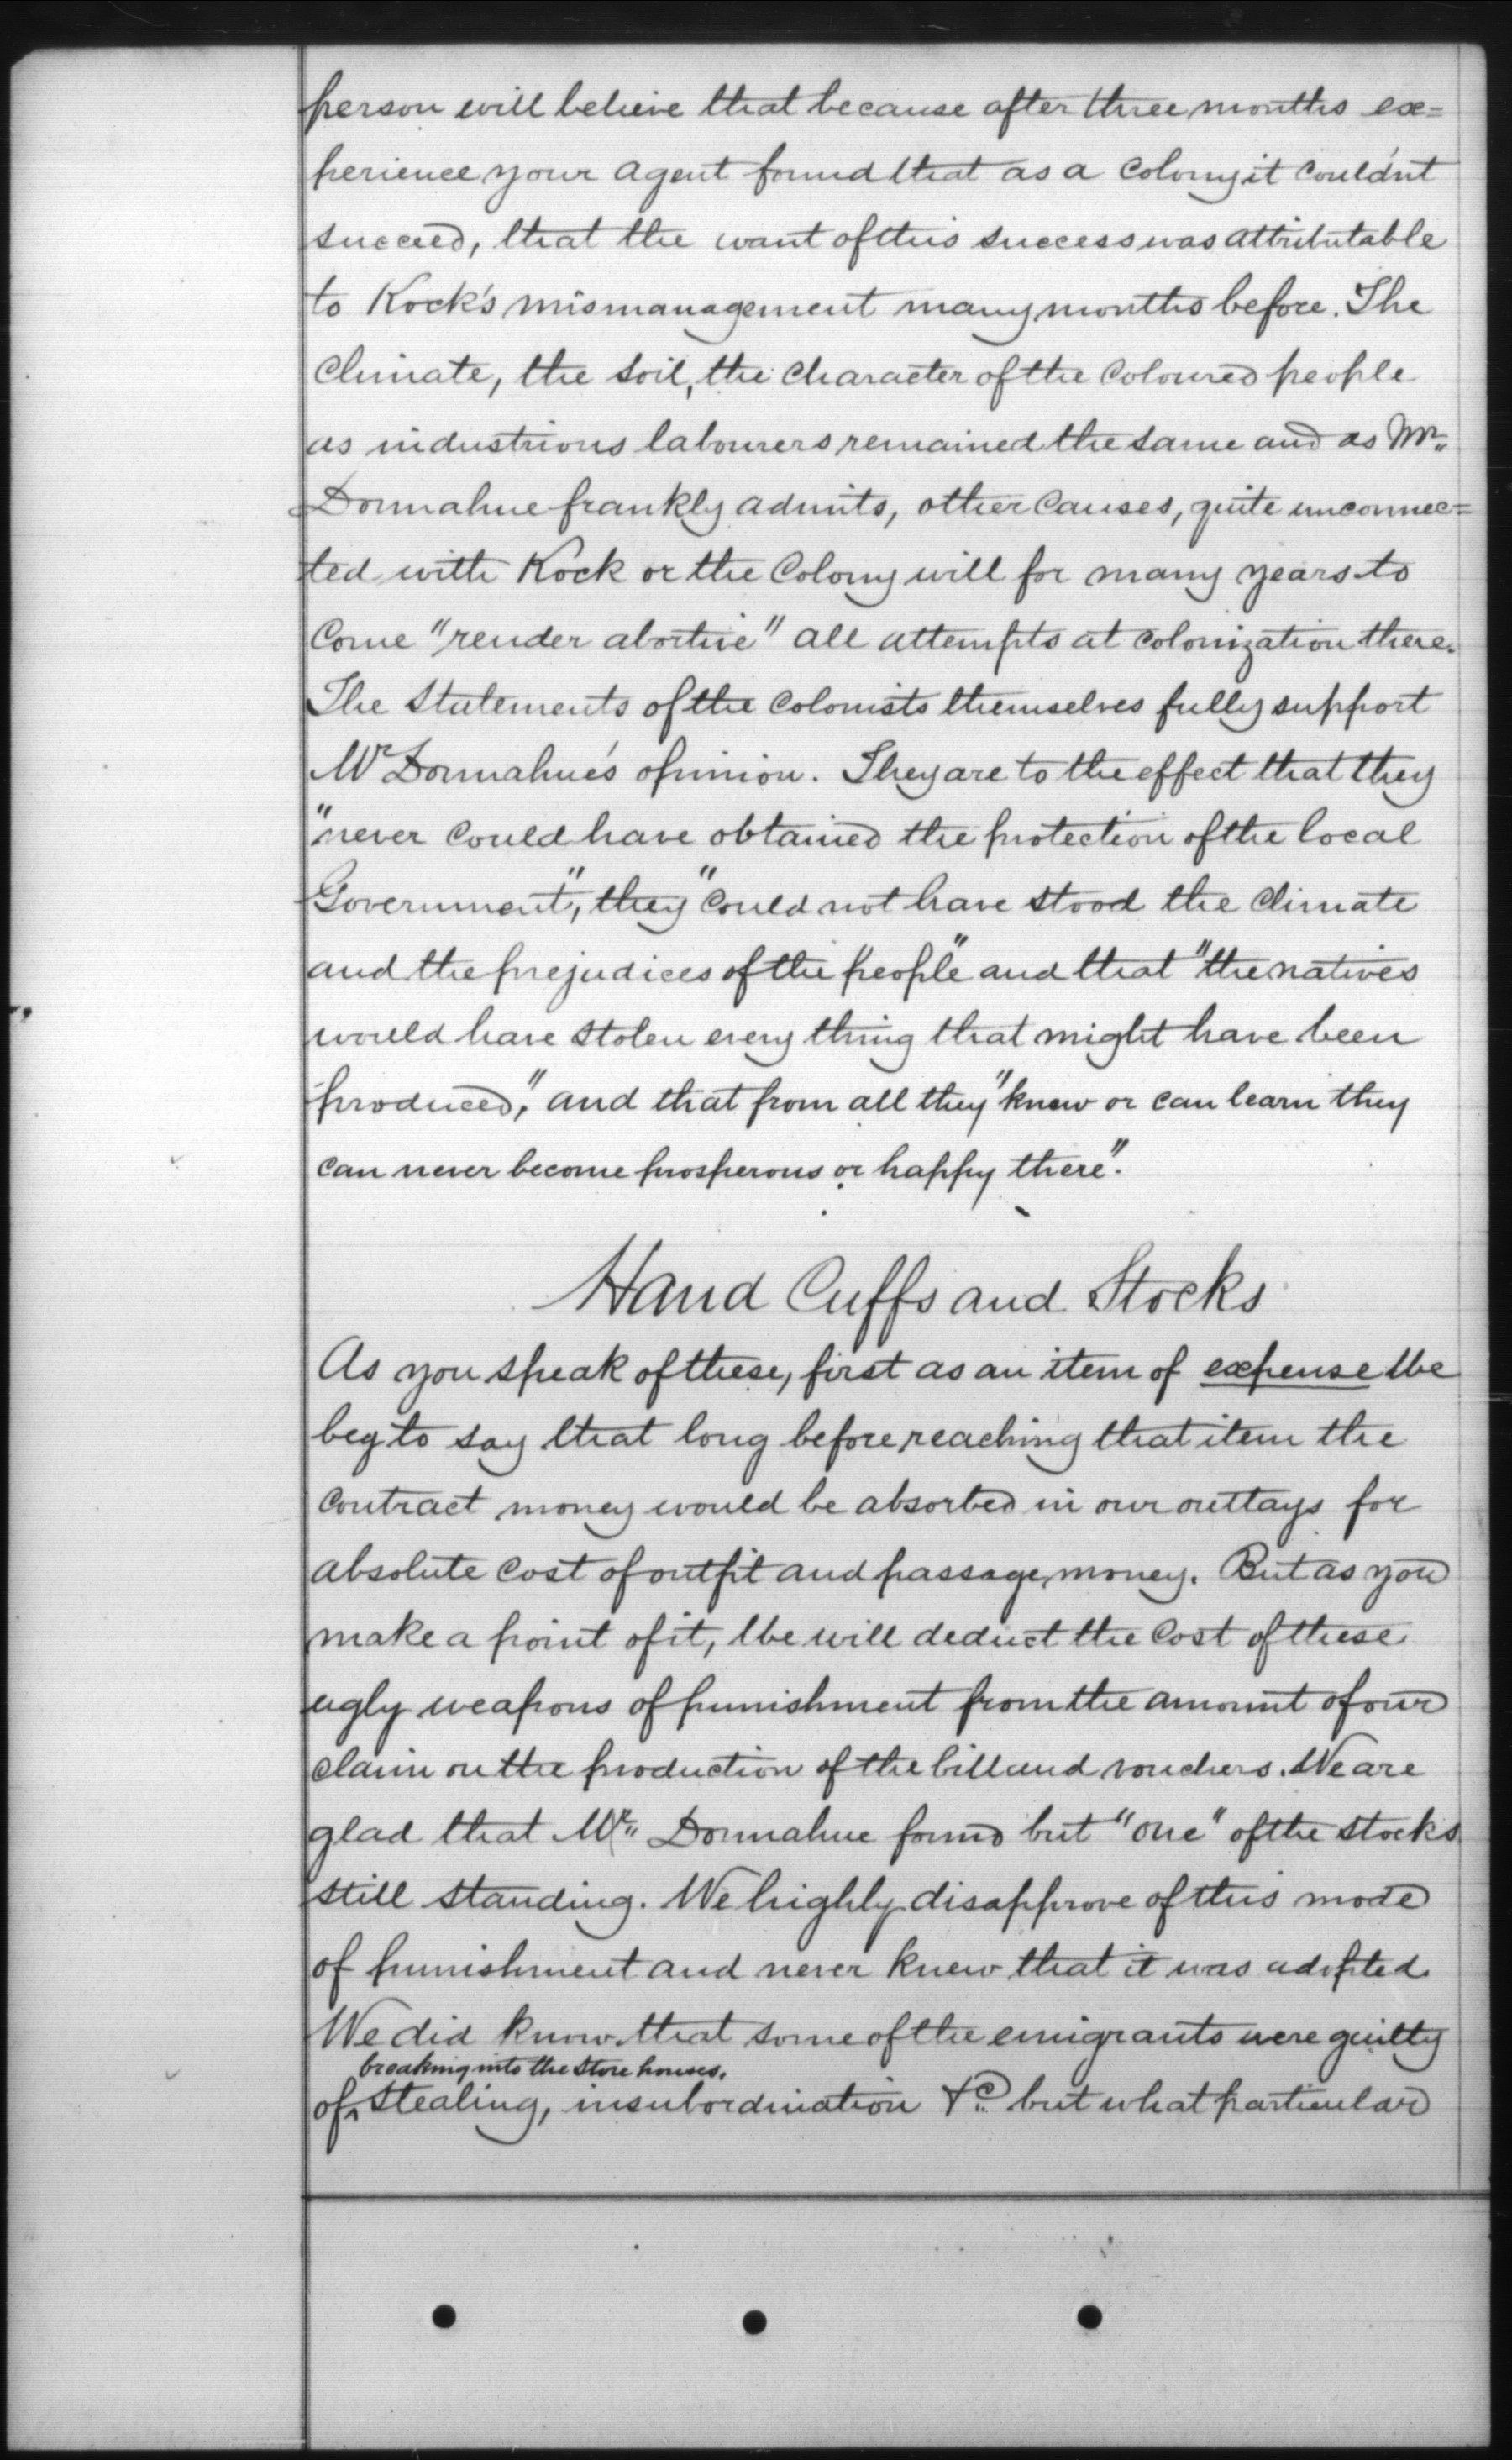 person will believe that because after three months ex=
perience your agent found that as a Colony it could'nt
succeed, that the want of this success was attributable
to Kock's mismanagement many months before. The
Climate, the soil, the Character of the Coloured people
as industrious labourers remained the same and as Mr.
Donnahue frankly admits, other Causes, quite unconnec=
ted with Kock or the Colony will for many years to
Come "render abortive" all attempts at colonization there.
The Statements of the Colonists themselves fully support
Mr Donnahue's opinion. They are to the effect that they
"never Could have obtained the protection of the local
Government", they "Could not have stood the Climate
and the prejudices of the people" and that "the natives
would have stolen every thing that might have been
produced," and that from all they "know or can learn they
can never become prosperous or happy there".
Hand Cuffs and Stocks
As you speak of these, first as an item of expense We
beg to say that long before reaching that item the
Contract money would be absorbed in our outlays for
absolute Cost of outfit and passage money. But as you
make a point of it, We will deduct the Cost of these
ugly weapons of punishment from the amount of our
claim on the production of the bill and vouchers. We are
glad that Mr. Donnahue found but "one" of the stocks
still standing. We highly disapprove of this mode
of punishment and never knew that it was adopted.
We did know that some of the emigrants were guilty
breaking into the store houses,
of stealing, insubordination &c but what particular